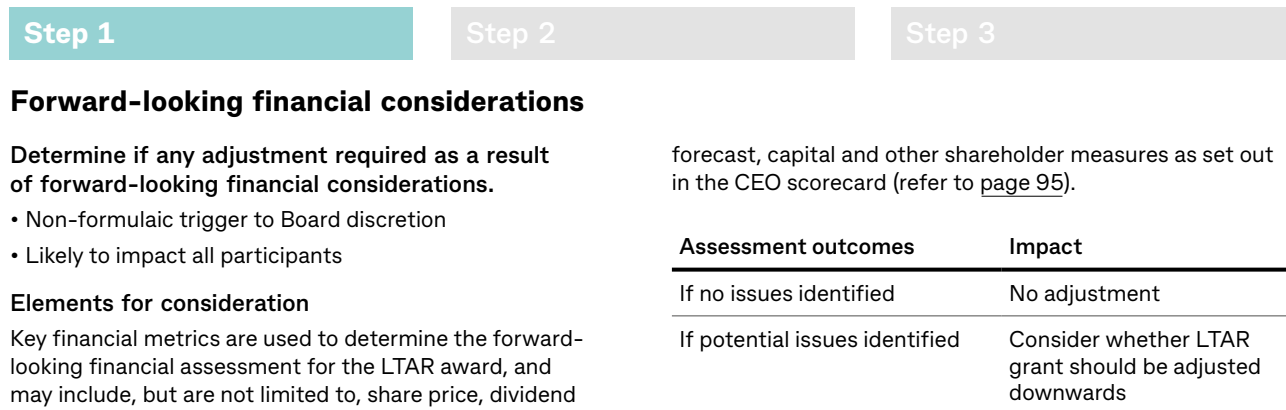 Step 1
Step 2
Step 3
Forward-looking financial considerations
Determine if any adjustment required as a result
of forward-looking financial considerations.
• Non-formulaic trigger to Board discretion
• Likely to impact all participants
Elements for consideration
Key financial metrics are used to determine the forward-
looking financial assessment for the LTAR award, and
may include, but are not limited to, share price, dividend
forecast, capital and other shareholder measures as set out
in the CEO scorecard (refer to page 95).
Assessment outcomes Impact
If no issues identified No adjustment
If potential issues identified Consider whether LTAR
grant should be adjusted
downwards